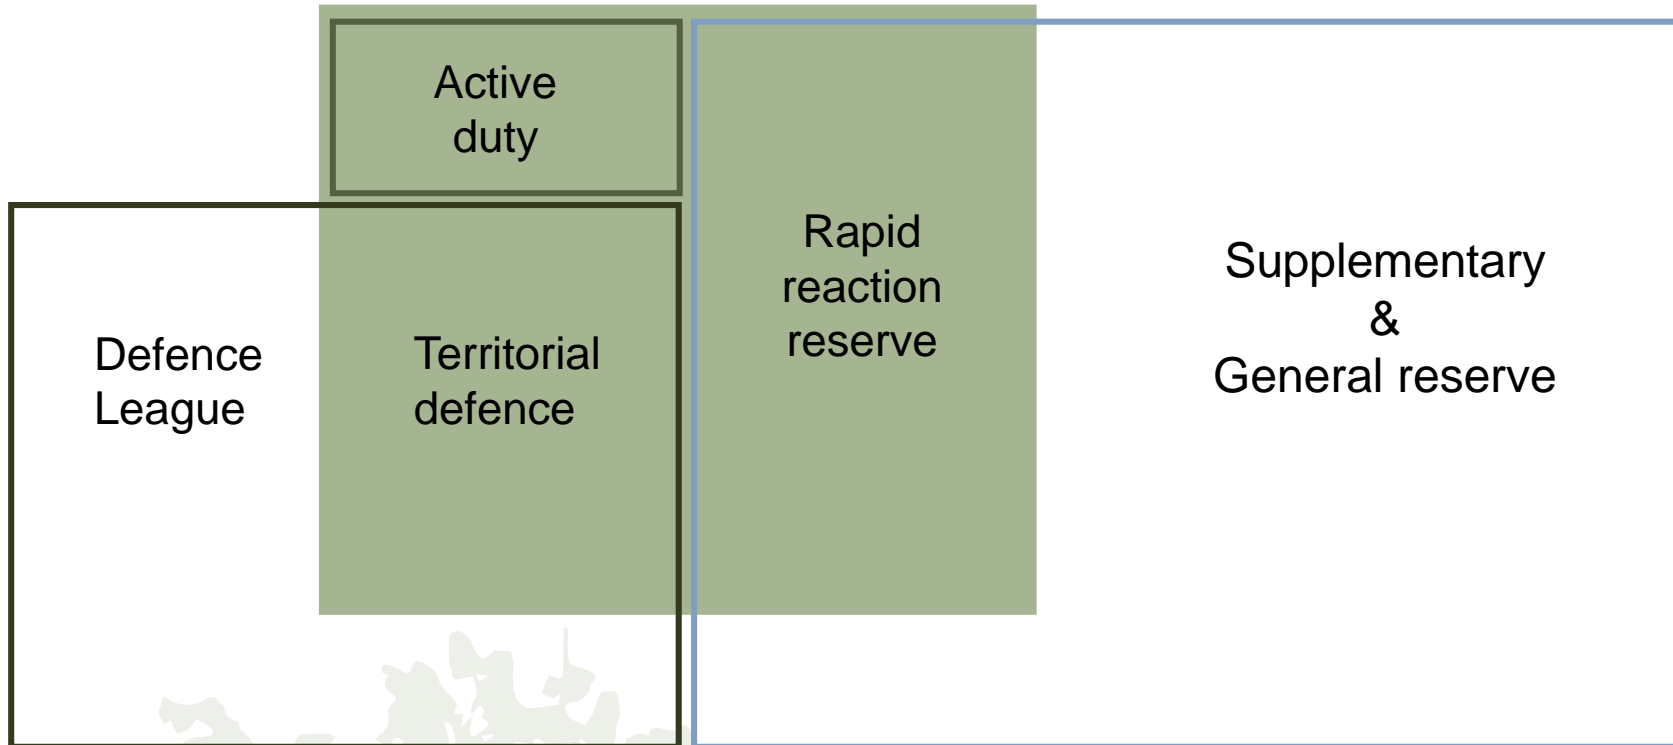 Active
duty
Rapid
reaction
reserve
Supplementary
&
General reserve
Defence
League
Territorial
defence